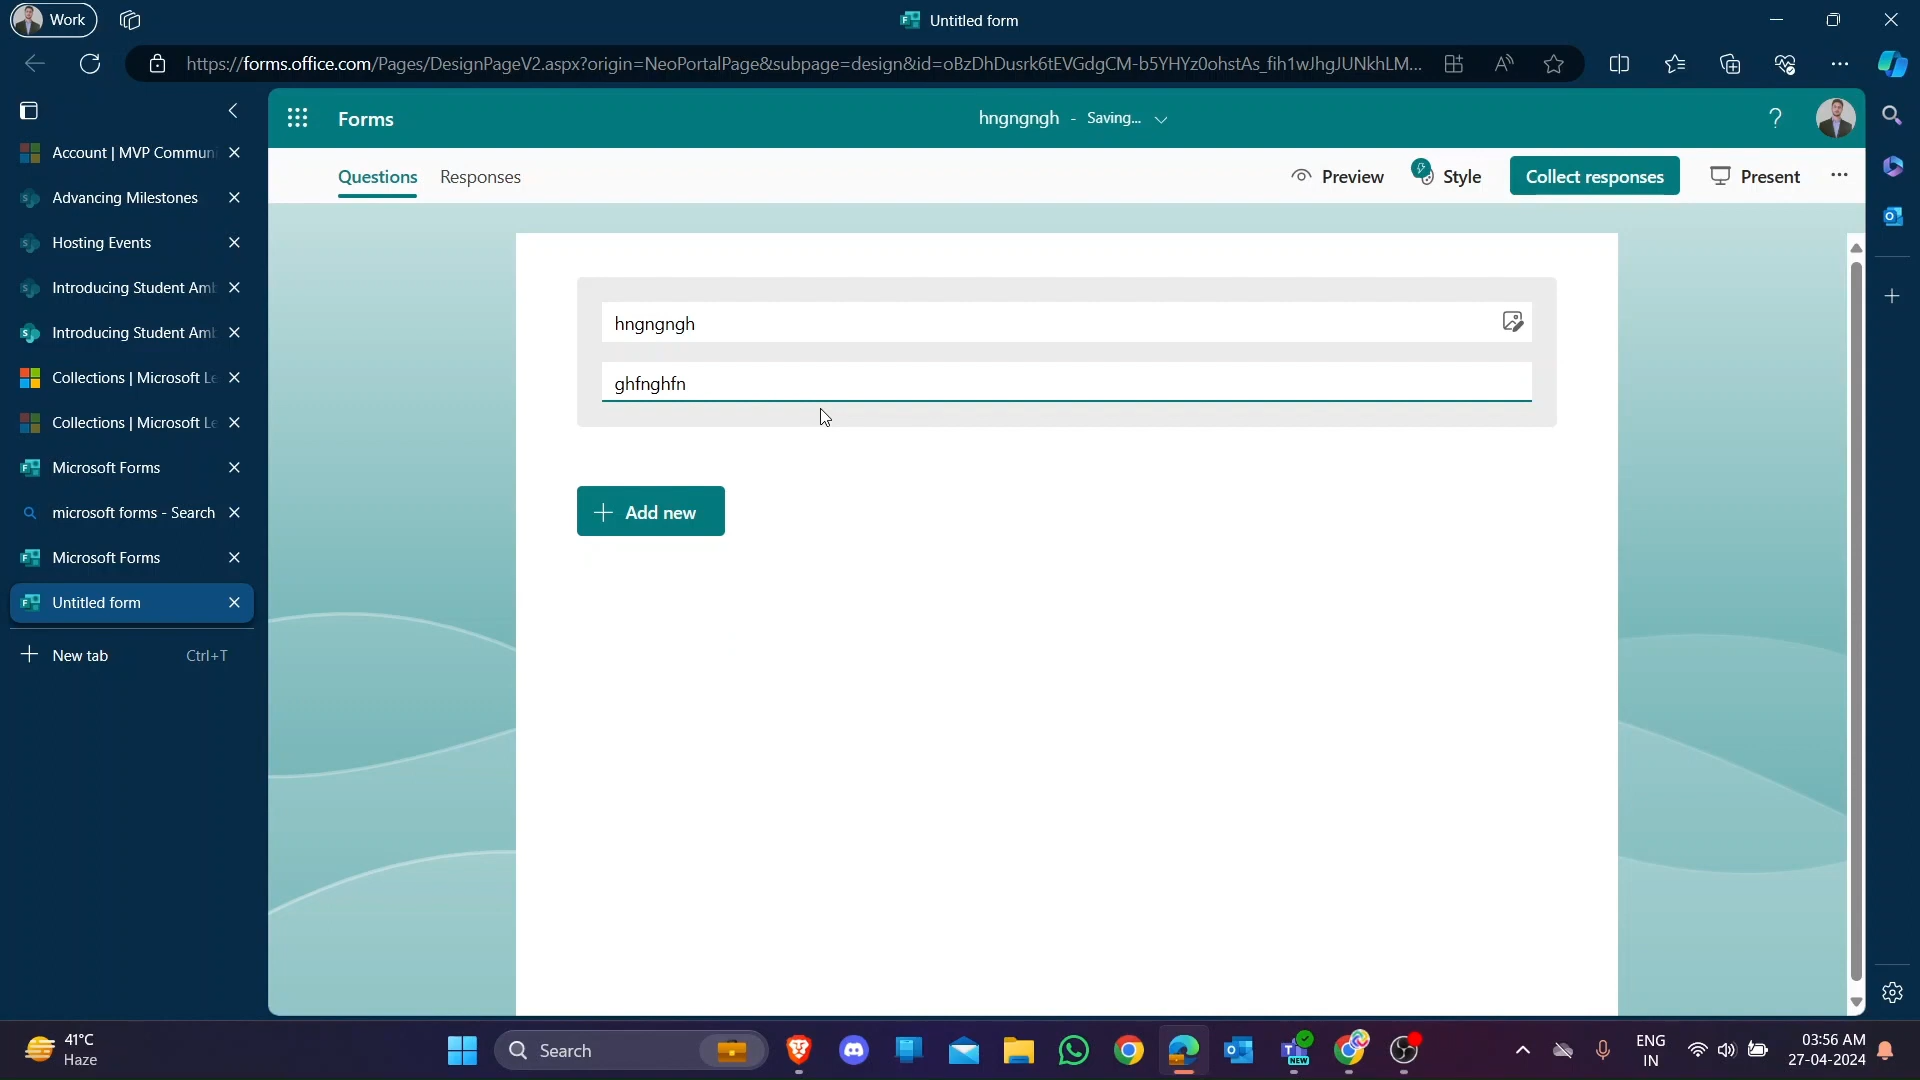 Work
Untitled form
https://forms.office.com/Pages/DesignPageV2.aspx?origin=NeoPortalPage&subpage=design&id=oBzDhDusrk6tEVGdgCM-b5YHYz0ohstAs_fih1wJhgJUNkhLM...
Account | MVP Commun
Advancing Milestones
Hosting Events
Introducing Student Am
Introducing Student Am
Collections | Microsoft Le
Collections | Microsoft Le
Microsoft Forms
microsoft forms - Search
Microsoft Forms
Untitled form
New tab Ctrl+T
Forms
hngngngh - Saving...
?
Questions Responses
Preview Style Collect responses Present
hngngngh
ghfnghfn
Add new
41°C
Haze
Search
NEW
ENG
IN
03:56 AM
27-04-2024